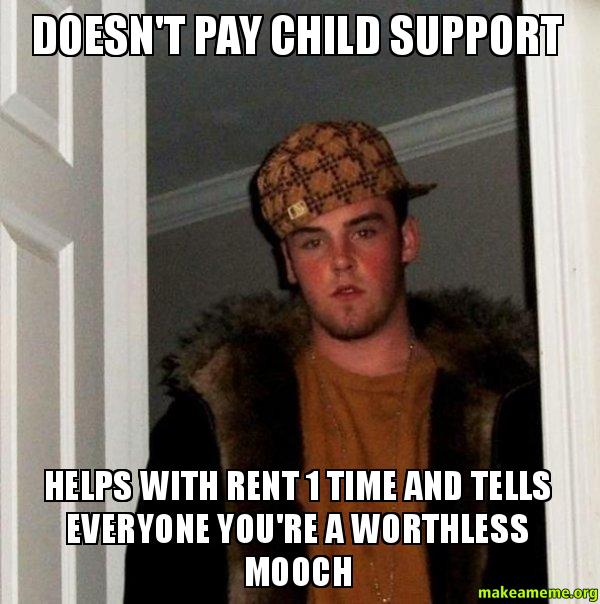 DOESN'T PAY CHILD SUPPORT
HELPS WITH RENT 1 TIME AND TELLS
EVERYONE YOU'RE A WORTHLESS
MOOCH
makeameme.org